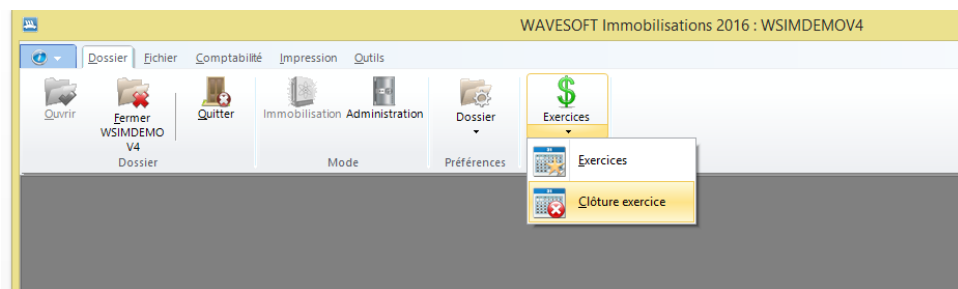 WAVESOFT Immobilisations 2016 : WSIMDEMOV4
Dossier Fichier Comptabilité Impression Outils
Ouvrir
Fermer
WSIMDEMO
V4
Quitter
Immobilisation Administration
Dossier
Exercices
Dossier Mode Préférences
Exercices
Clôture exercice